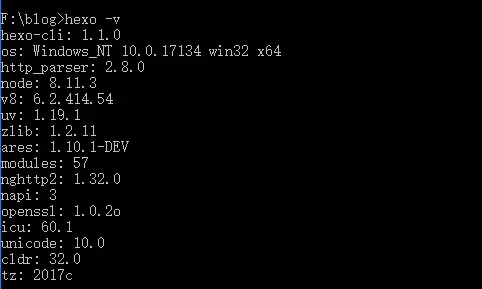 F:\blog>hexo -v
hexo-cli: 1.1.0
os: Windows_NT 10.0.17134 win32 x64
http_parser: 2.8.0
node: 8.11.3
v8: 6.2.414.54
uv: 1.19.1
zlib: 1.2.11
ares: 1.10.1-DEV
modules: 57
nghttp2: 1.32.0
napi: 3
openssl: 1.0.2o
icu: 60.1
unicode: 10.0
cldr: 32.0
tz: 2017c